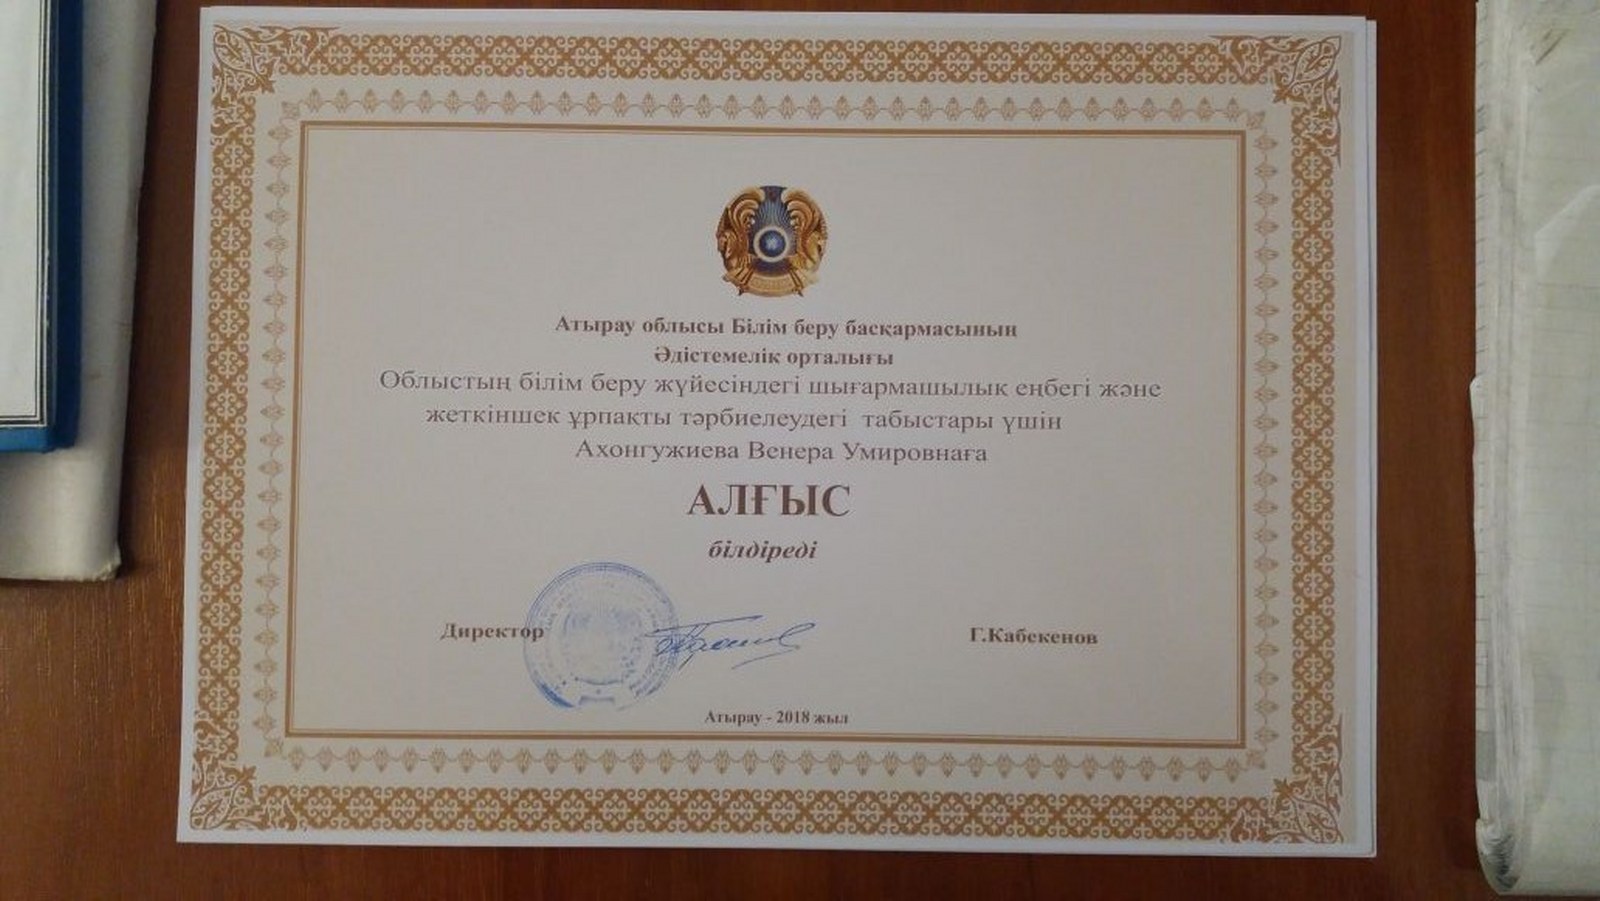 Атырау облысы Білім беру басқармасының
Әдістемелік орталығы
Облыстың білім беру жүйесіндегі шығармашылық еңбегі және
жеткіншек ұрпақты тәрбиелеудегі табыстары үшін
Ахонгужиева Венера Умировнаға
АЛҒЫС
білдіреді
Директор
Г.Кабекенов
Атырау - 2018 жыл